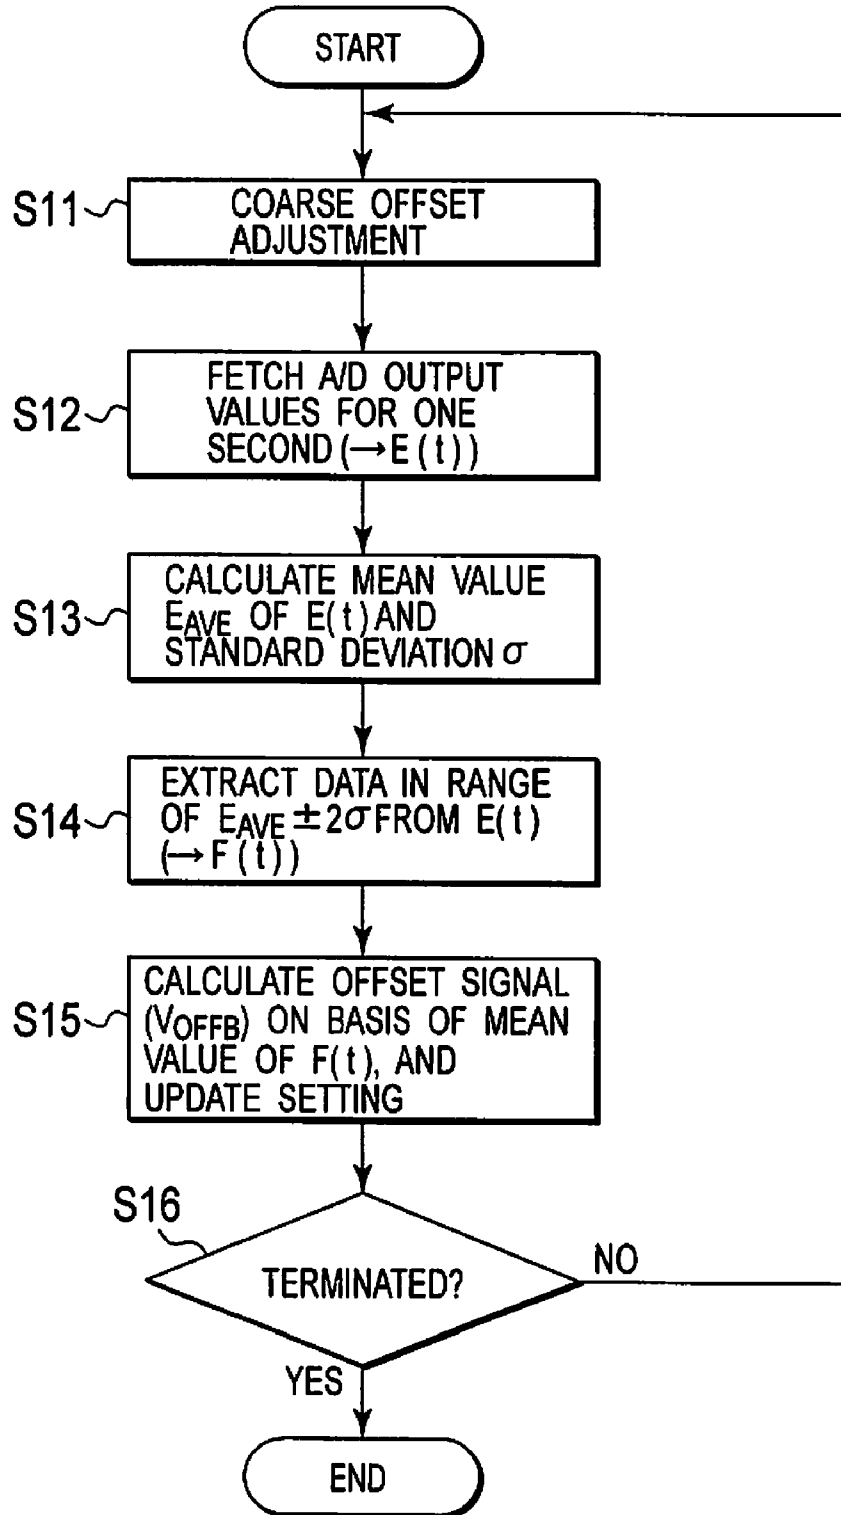 START
S11
COARSE OFFSET
ADJUSTMENT
S12
FETCH A/D OUTPUT
VALUES FOR ONE
SECOND (→E(t))
S13
CALCULATE MEAN VALUE
EAVE OF E(t) AND
STANDARD DEVIATION σ
S14
EXTRACT DATA IN RANGE
OF EAVE ±2σ FROM E(t)
(→F(t))
S15
CALCULATE OFFSET SIGNAL
(VOFFB) ON BASIS OF MEAN
VALUE OF F(t), AND
UPDATE SETTING
S16
TERMINATED?
NO
YES
END